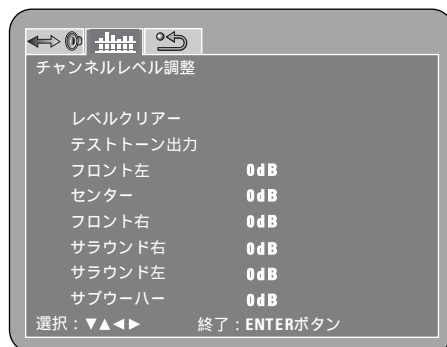 チャンネルレベル調整
レベルクリアー
テストトーン出力
フロント左 0dB
センター 0dB
フロント右 0dB
サラウンド右 0dB
サラウンド左 0dB
サブウーハー 0dB
選択：▼▲◀▶ 終了：ENTERボタン